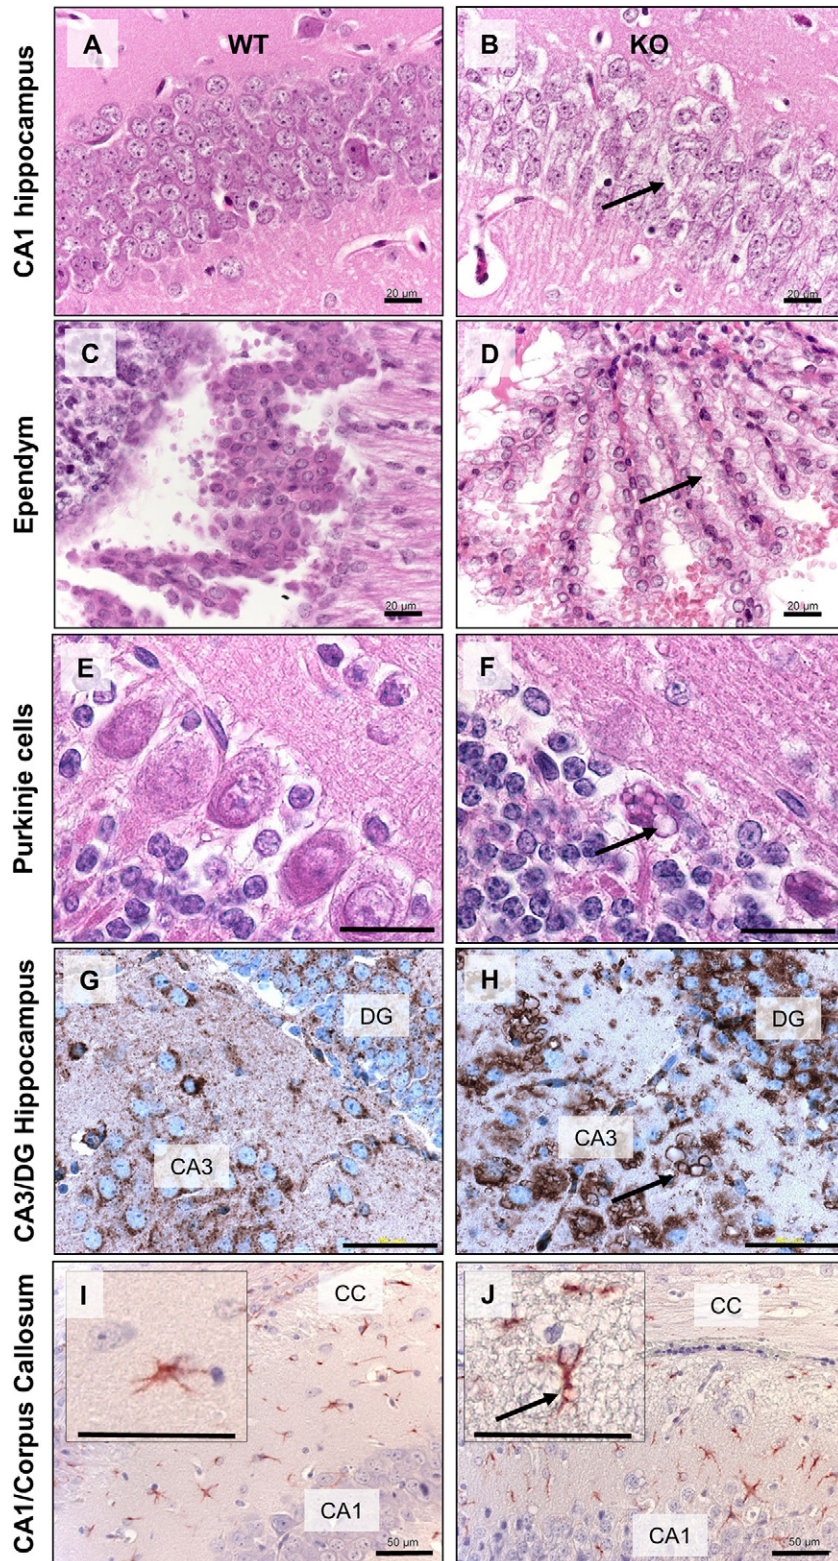 A WT
B KO
CA1 hippocampus
20 µm
20 µm
C
D
Ependym
20 µm
20 µm
E
F
Purkinje cells
G
DG
H
DG
CA3/DG Hippocampus
CA3
CA3
I
CC
J
CC
CA1/Corpus Callosum
CA1
50 µm
CA1
50 µm